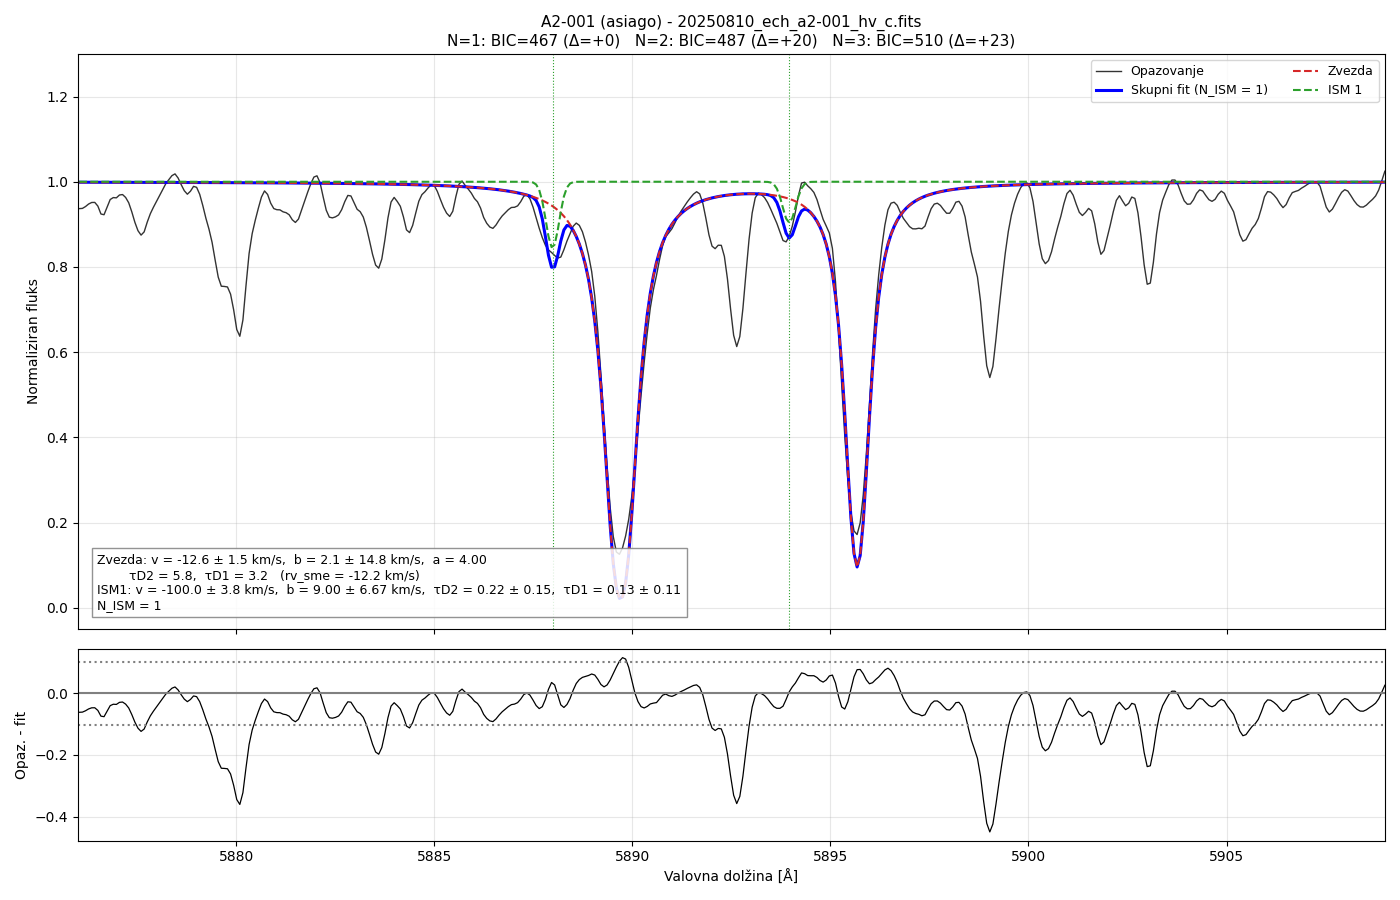 A2-001 (asiago) - 20250810_ech_a2-001_hv_c.fits
N=1: BIC=467 (Δ=+0)   N=2: BIC=487 (Δ=+20)   N=3: BIC=510 (Δ=+23)
Opazovanje
Skupni fit (N_ISM = 1)
Zvezda
ISM 1
Normaliziran fluks
1.2
1.0
0.8
0.6
0.4
0.2
0.0
Zvezda: v = -12.6 ± 1.5 km/s,  b = 2.1 ± 14.8 km/s,  a = 4.00
τD2 = 5.8,  τD1 = 3.2   (rv_sme = -12.2 km/s)
ISM1: v = -100.0 ± 3.8 km/s,  b = 9.00 ± 6.67 km/s,  τD2 = 0.22 ± 0.15,  τD1 = 0.13 ± 0.11
N_ISM = 1
Opaz. - fit
0.0
−0.2
−0.4
5880
5885
5890
5895
5900
5905
Valovna dolžina [Å]